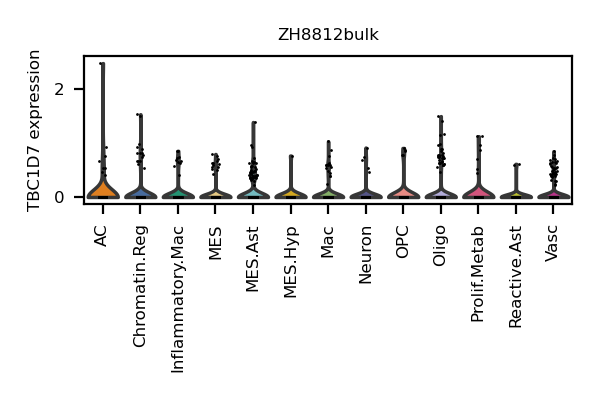 ZH8812bulk
TBC1D7 expression
2
0
AC
Chromatin.Reg
Inflammatory.Mac
MES
MES.Ast
MES.Hyp
Mac
Neuron
OPC
Oligo
Prolif.Metab
Reactive.Ast
Vasc